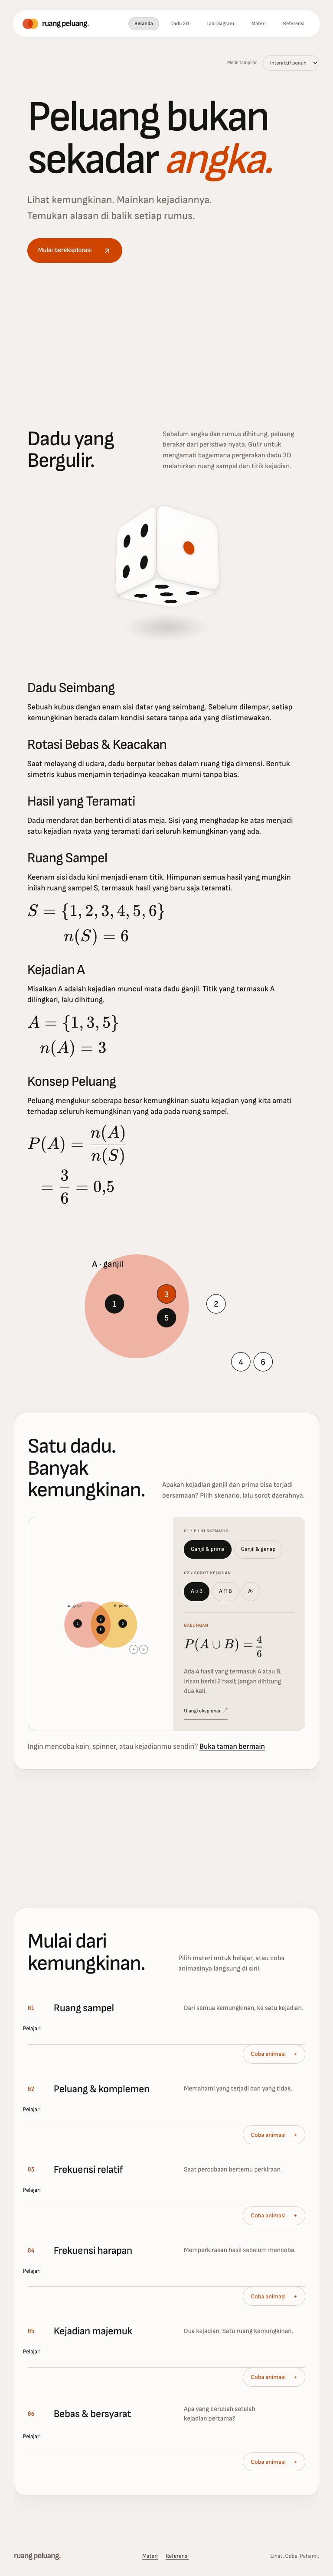 ruang peluang.
Beranda Dadu 3D Lab Diagram Materi Referensi
Mode tampilan Interaktif penuh
Peluang bukan
sekadar angka.
Lihat kemungkinan. Mainkan kejadiannya.
Temukan alasan di balik setiap rumus.
Mulai bereksplorasi ↗
Dadu yang
Bergulir.
Sebelum angka dan rumus dihitung, peluang
berakar dari peristiwa nyata. Gulir untuk
mengamati bagaimana pergerakan dadu 3D
melahirkan ruang sampel dan titik kejadian.
Dadu Seimbang
Sebuah kubus dengan enam sisi datar yang seimbang. Sebelum dilempar, setiap
kemungkinan berada dalam kondisi setara tanpa ada yang diistimewakan.
Rotasi Bebas & Keacakan
Saat melayang di udara, dadu berputar bebas dalam ruang tiga dimensi. Bentuk
simetris kubus menjamin terjadinya keacakan murni tanpa bias.
Hasil yang Teramati
Dadu mendarat dan berhenti di atas meja. Sisi yang menghadap ke atas menjadi
satu kejadian nyata yang teramati dari seluruh kemungkinan yang ada.
Ruang Sampel
Keenam sisi dadu kini menjadi enam titik. Himpunan semua hasil yang mungkin
inilah ruang sampel S, termasuk hasil yang baru saja teramati.
S = {1, 2, 3, 4, 5, 6}
n(S) = 6
Kejadian A
Misalkan A adalah kejadian muncul mata dadu ganjil. Titik yang termasuk A
dilingkari, lalu dihitung.
A = {1, 3, 5}
n(A) = 3
Konsep Peluang
Peluang mengukur seberapa besar kemungkinan suatu kejadian yang kita amati
terhadap seluruh kemungkinan yang ada pada ruang sampel.
P(A) = n(A)/n(S)
= 3/6 = 0,5
A · ganjil
3
1 2
5
4 6
Satu dadu.
Banyak
kemungkinan.
Apakah kejadian ganjil dan prima bisa terjadi
bersamaan? Pilih skenario, lalu sorot daerahnya.
01 / PILIH SKENARIO
Ganjil & prima Ganjil & genap
02 / SOROT KEJADIAN
A ∪ B A ∩ B Aᶜ
A · ganjil B · prima
3
1 2
5
4 6
GABUNGAN
P(A ∪ B) = 4/6
Ada 4 hasil yang termasuk A atau B.
Irisan berisi 2 hasil; jangan dihitung
dua kali.
Ulangi eksplorasi ↗
Ingin mencoba koin, spinner, atau kejadianmu sendiri? Buka taman bermain
Mulai dari
kemungkinan.
Pilih materi untuk belajar, atau coba
animasinya langsung di sini.
01 Ruang sampel Dari semua kemungkinan, ke satu kejadian.
Pelajari
Coba animasi +
02 Peluang & komplemen Memahami yang terjadi dan yang tidak.
Pelajari
Coba animasi +
03 Frekuensi relatif Saat percobaan bertemu perkiraan.
Pelajari
Coba animasi +
04 Frekuensi harapan Memperkirakan hasil sebelum mencoba.
Pelajari
Coba animasi +
05 Kejadian majemuk Dua kejadian. Satu ruang kemungkinan.
Pelajari
Coba animasi +
06 Bebas & bersyarat Apa yang berubah setelah
kejadian pertama?
Pelajari
Coba animasi +
ruang peluang. Materi Referensi Lihat. Coba. Pahami.